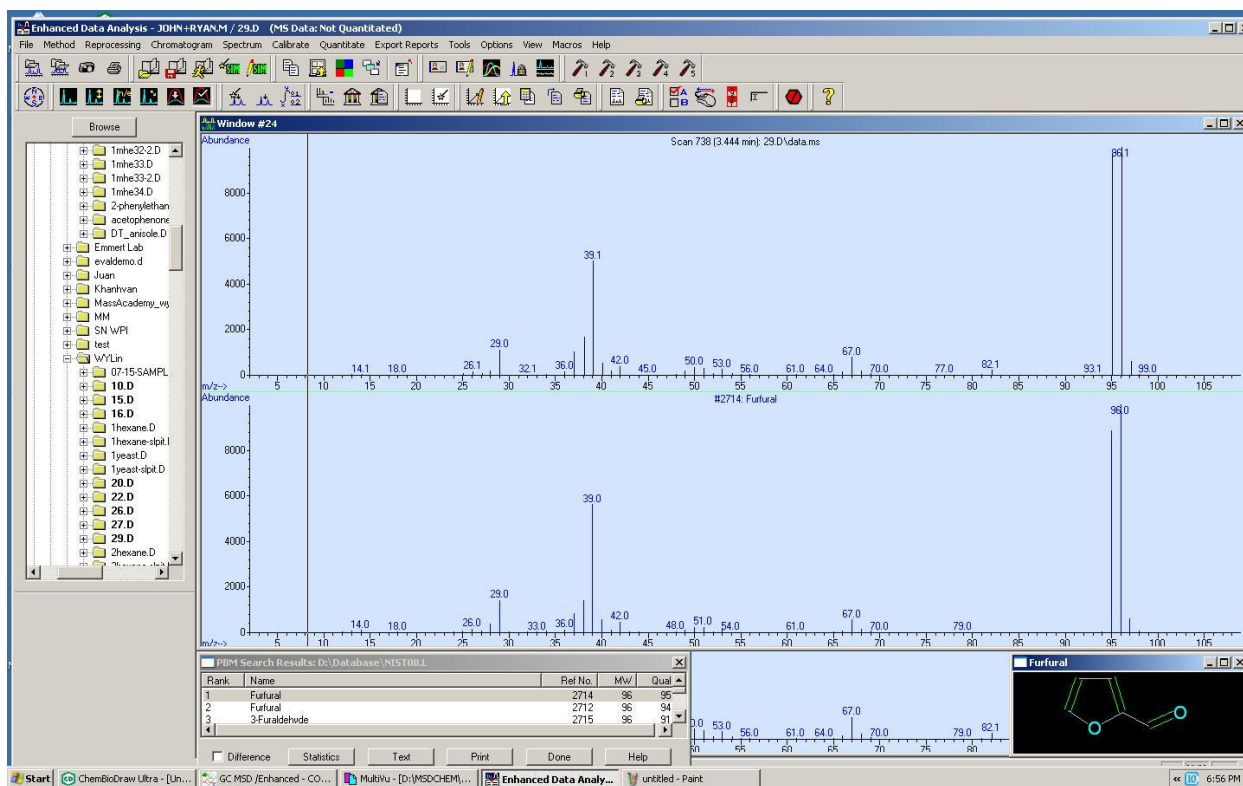 Enhanced Data Analysis - JOHN+RYAN.M / 29.D (MS Data: Not Quantitated)
File Method Reprocessing Chromatogram Spectrum Calibrate Quantitate Export Reports Tools Options View Macros Help
Browse
1mhe32-2.D
1mhe33.D
1mhe33-2.D
1mhe34.D
2-phenylethan
acetophenone
DT_anisole.D
Emmert Lab
evaldemo.d
Juan
Khanhvan
MassAcademy_wy
MM
SN WPI
test
WYLin
07-15-SAMPL
10.D
15.D
16.D
1hexane.D
1hexane-slpit.I
1yeast.D
1yeast-slpit.D
20.D
22.D
26.D
27.D
29.D
2hexane.D
Window #24
Abundance
Scan 738 (3.444 min): 29.D\data.ms
96.1
8000
6000
39.1
4000
2000
29.0
67.0
14.1 18.0 26.1 32.1 36.0 42.0 45.0 50.0 53.0 56.0 61.0 64.0 70.0 77.0 82.1 93.1 99.0
0
m/z--> 5 10 15 20 25 30 35 40 45 50 55 60 65 70 75 80 85 90 95 100 105
Abundance
#2714: Furfural
96.0
8000
6000
39.0
4000
2000
29.0
67.0
14.0 18.0 26.0 33.0 36.0 42.0 48.0 51.0 54.0 61.0 70.0 79.0
0
m/z--> 5 10 15 20 25 30 35 40 45 50 55 60 65 70 75 80 85 90 95 100 105
PBM Search Results: D:\Database\NIST08.L
Rank Name Ref No. MW Qual
1 Furfural 2714 96 95
2 Furfural 2712 96 94
3 3-Furaldehyde 2715 96 91
Difference Statistics Text Print Done Help
67.0
53.0 56.0 61.0 64.0 70.0 79.0 82.1
50 55 60 65 70 75 80
Furfural
O
O
Start ChemBioDraw Ultra - [Un... GC MSD /Enhanced - CO... MultiVu - [D:\MSDCHEM\... Enhanced Data Analy... untitled - Paint 6:56 PM